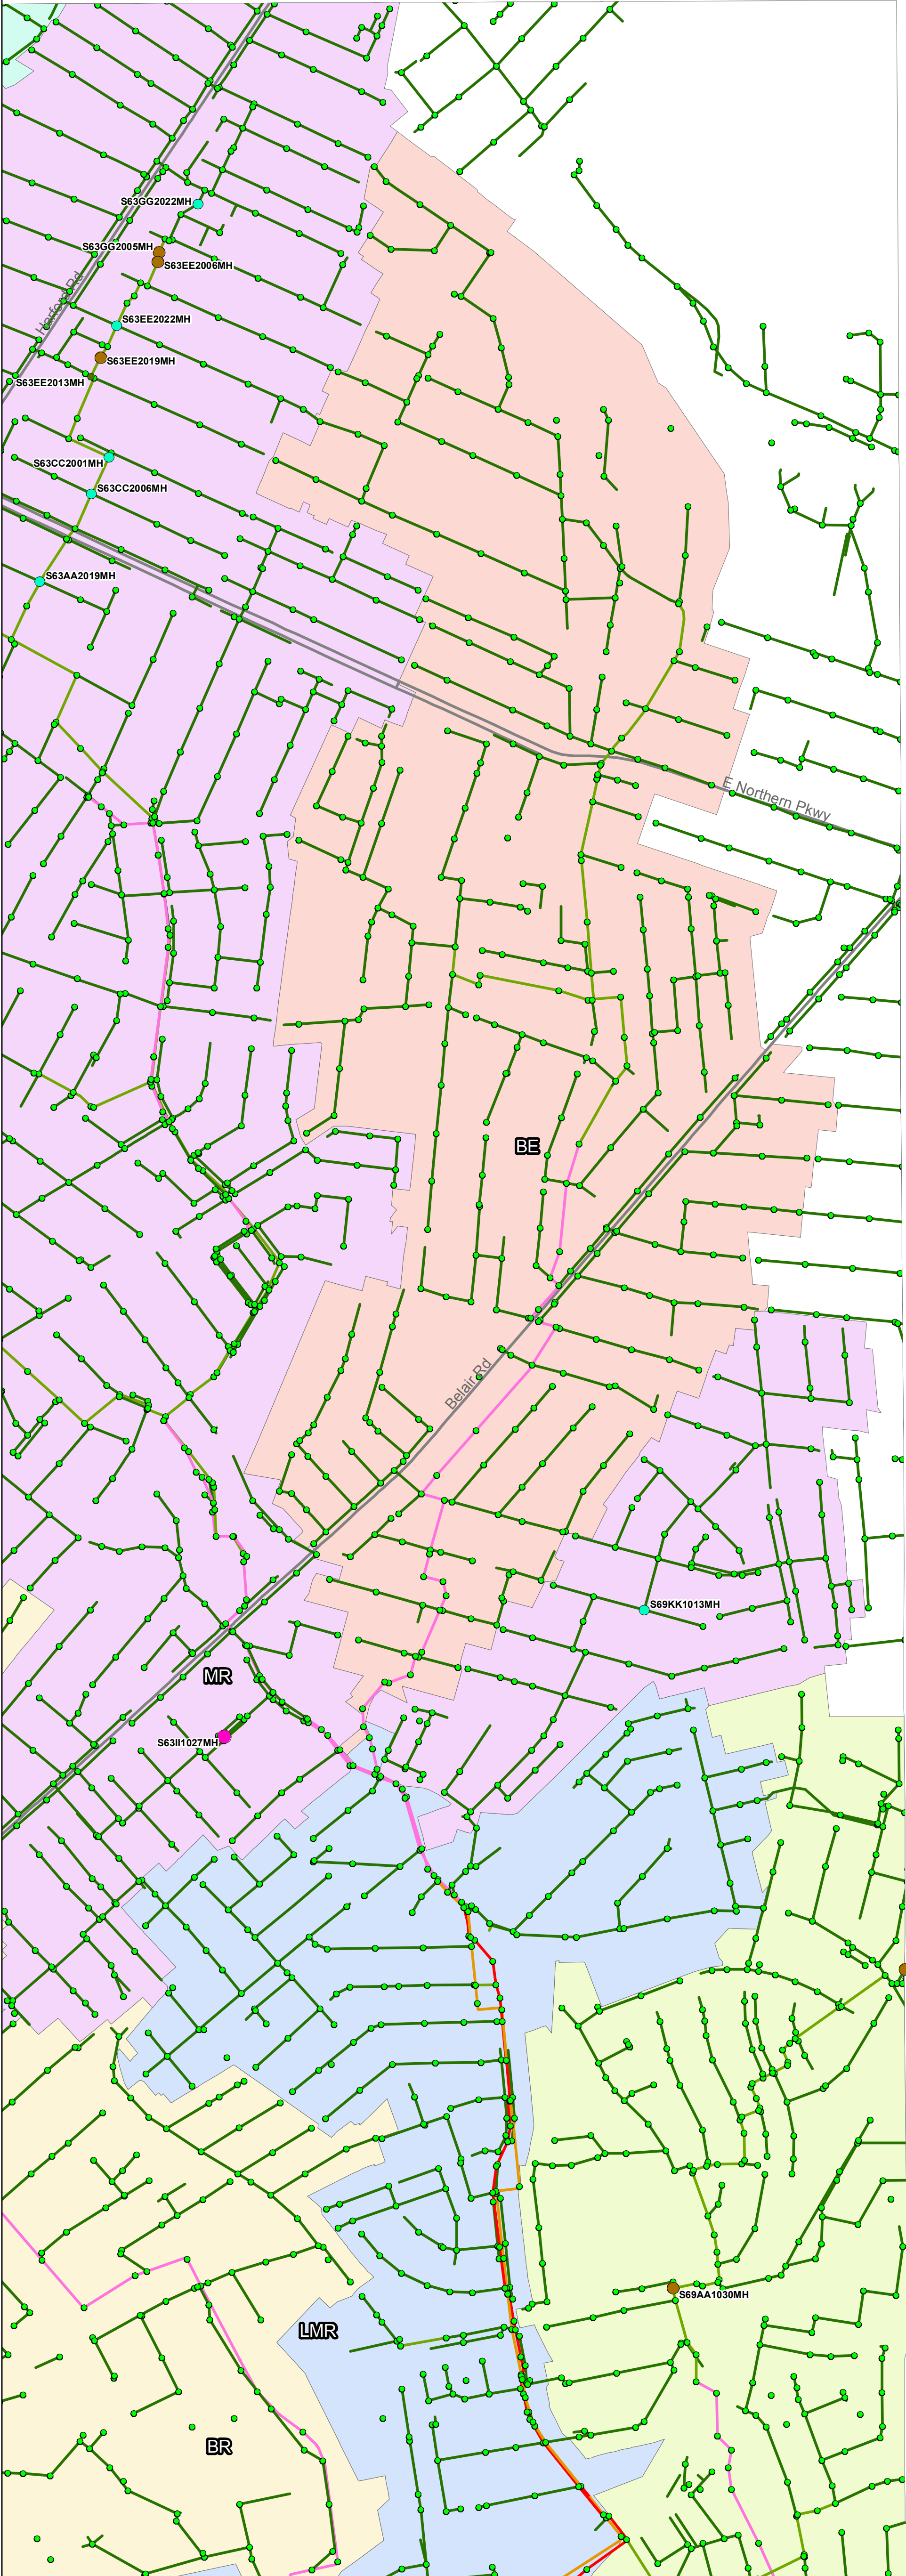 S63GG2022MH
S63GG2005MH
S63EE2006MH
Harford Rd
S63EE2022MH
S63EE2019MH
S63EE2013MH
S63CC2001MH
S63CC2006MH
S63AA2019MH
E Northern Pkwy
BE
Belair Rd
S69KK1013MH
MR
S63II1027MH
S69AA1030MH
LMR
BR